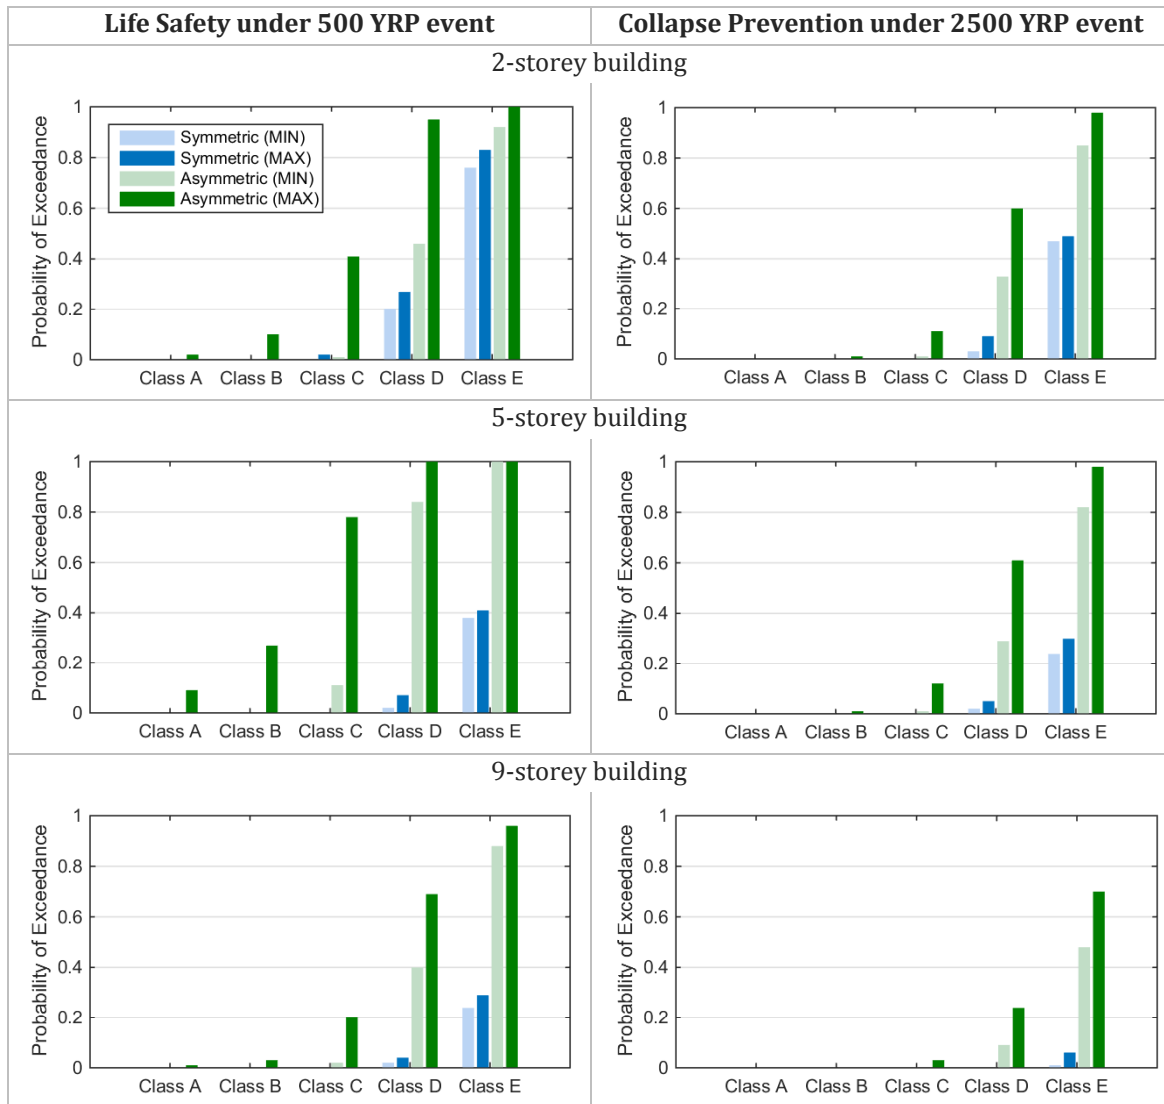 Life Safety under 500 YRP event
Collapse Prevention under 2500 YRP event
2-storey building
Probability of Exceedance
1
0.8
0.6
0.4
0.2
0
Symmetric (MIN)
Symmetric (MAX)
Asymmetric (MIN)
Asymmetric (MAX)
Class A Class B Class C Class D Class E
Probability of Exceedance
1
0.8
0.6
0.4
0.2
0
Class A Class B Class C Class D Class E
5-storey building
Probability of Exceedance
1
0.8
0.6
0.4
0.2
0
Class A Class B Class C Class D Class E
Probability of Exceedance
1
0.8
0.6
0.4
0.2
0
Class A Class B Class C Class D Class E
9-storey building
Probability of Exceedance
1
0.8
0.6
0.4
0.2
0
Class A Class B Class C Class D Class E
Probability of Exceedance
1
0.8
0.6
0.4
0.2
0
Class A Class B Class C Class D Class E